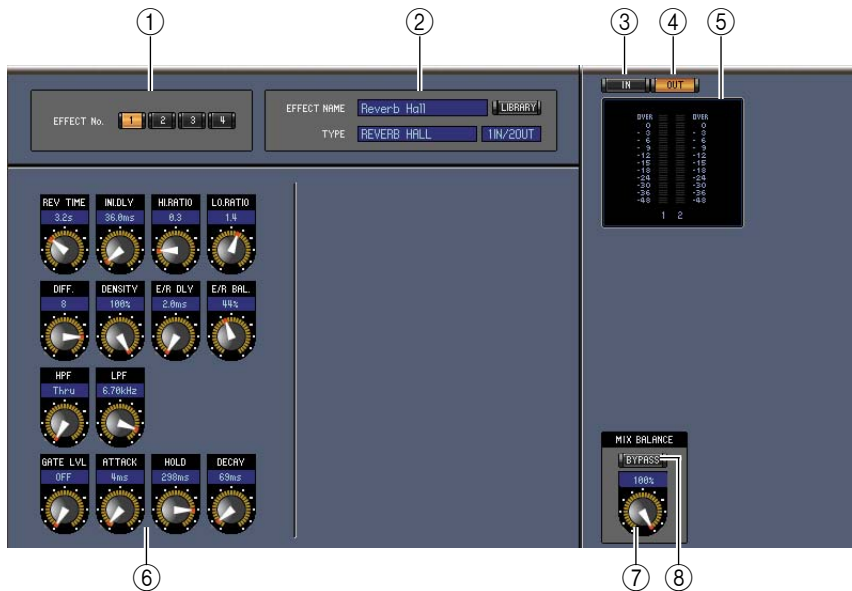 ① ② ③ ④ ⑤
IN OUT
EFFECT No. 1 2 3 4
EFFECT NAME Reverb Hall LIBRARY
TYPE REVERB HALL 1IN/2OUT
OVER OVER
0 0
- 3 - 3
- 6 - 6
- 9 - 9
-12 -12
-15 -15
-18 -18
-24 -24
-30 -30
-36 -36
-48 -48
1 2
REV TIME INI.DLY HI.RATIO LO.RATIO
3.2s 36.0ms 0.3 1.4
DIFF. DENSITY E/R DLY E/R BAL.
8 100% 2.0ms 44%
HPF LPF
Thru 6.70kHz
GATE LVL ATTACK HOLD DECAY
OFF 4ms 298ms 69ms
MIX BALANCE
BYPASS
100%
⑥ ⑦ ⑧